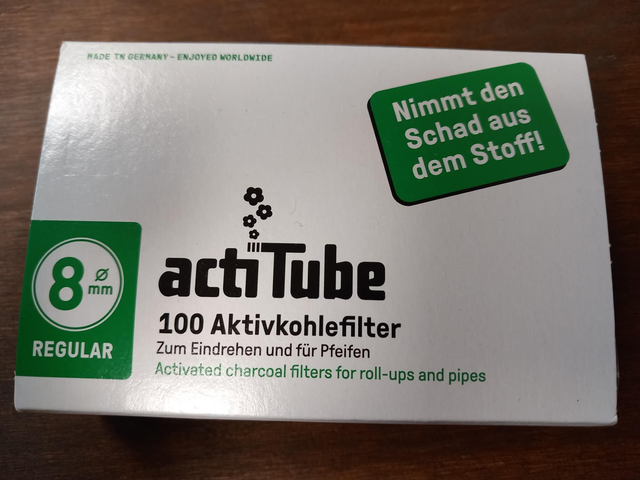 MADE IN GERMANY – ENJOYED WORLDWIDE
Nimmt den
Schad aus
dem Stoff!
8 Ø mm
REGULAR
actiTube
100 Aktivkohlefilter
Zum Eindrehen und für Pfeifen
Activated charcoal filters for roll-ups and pipes